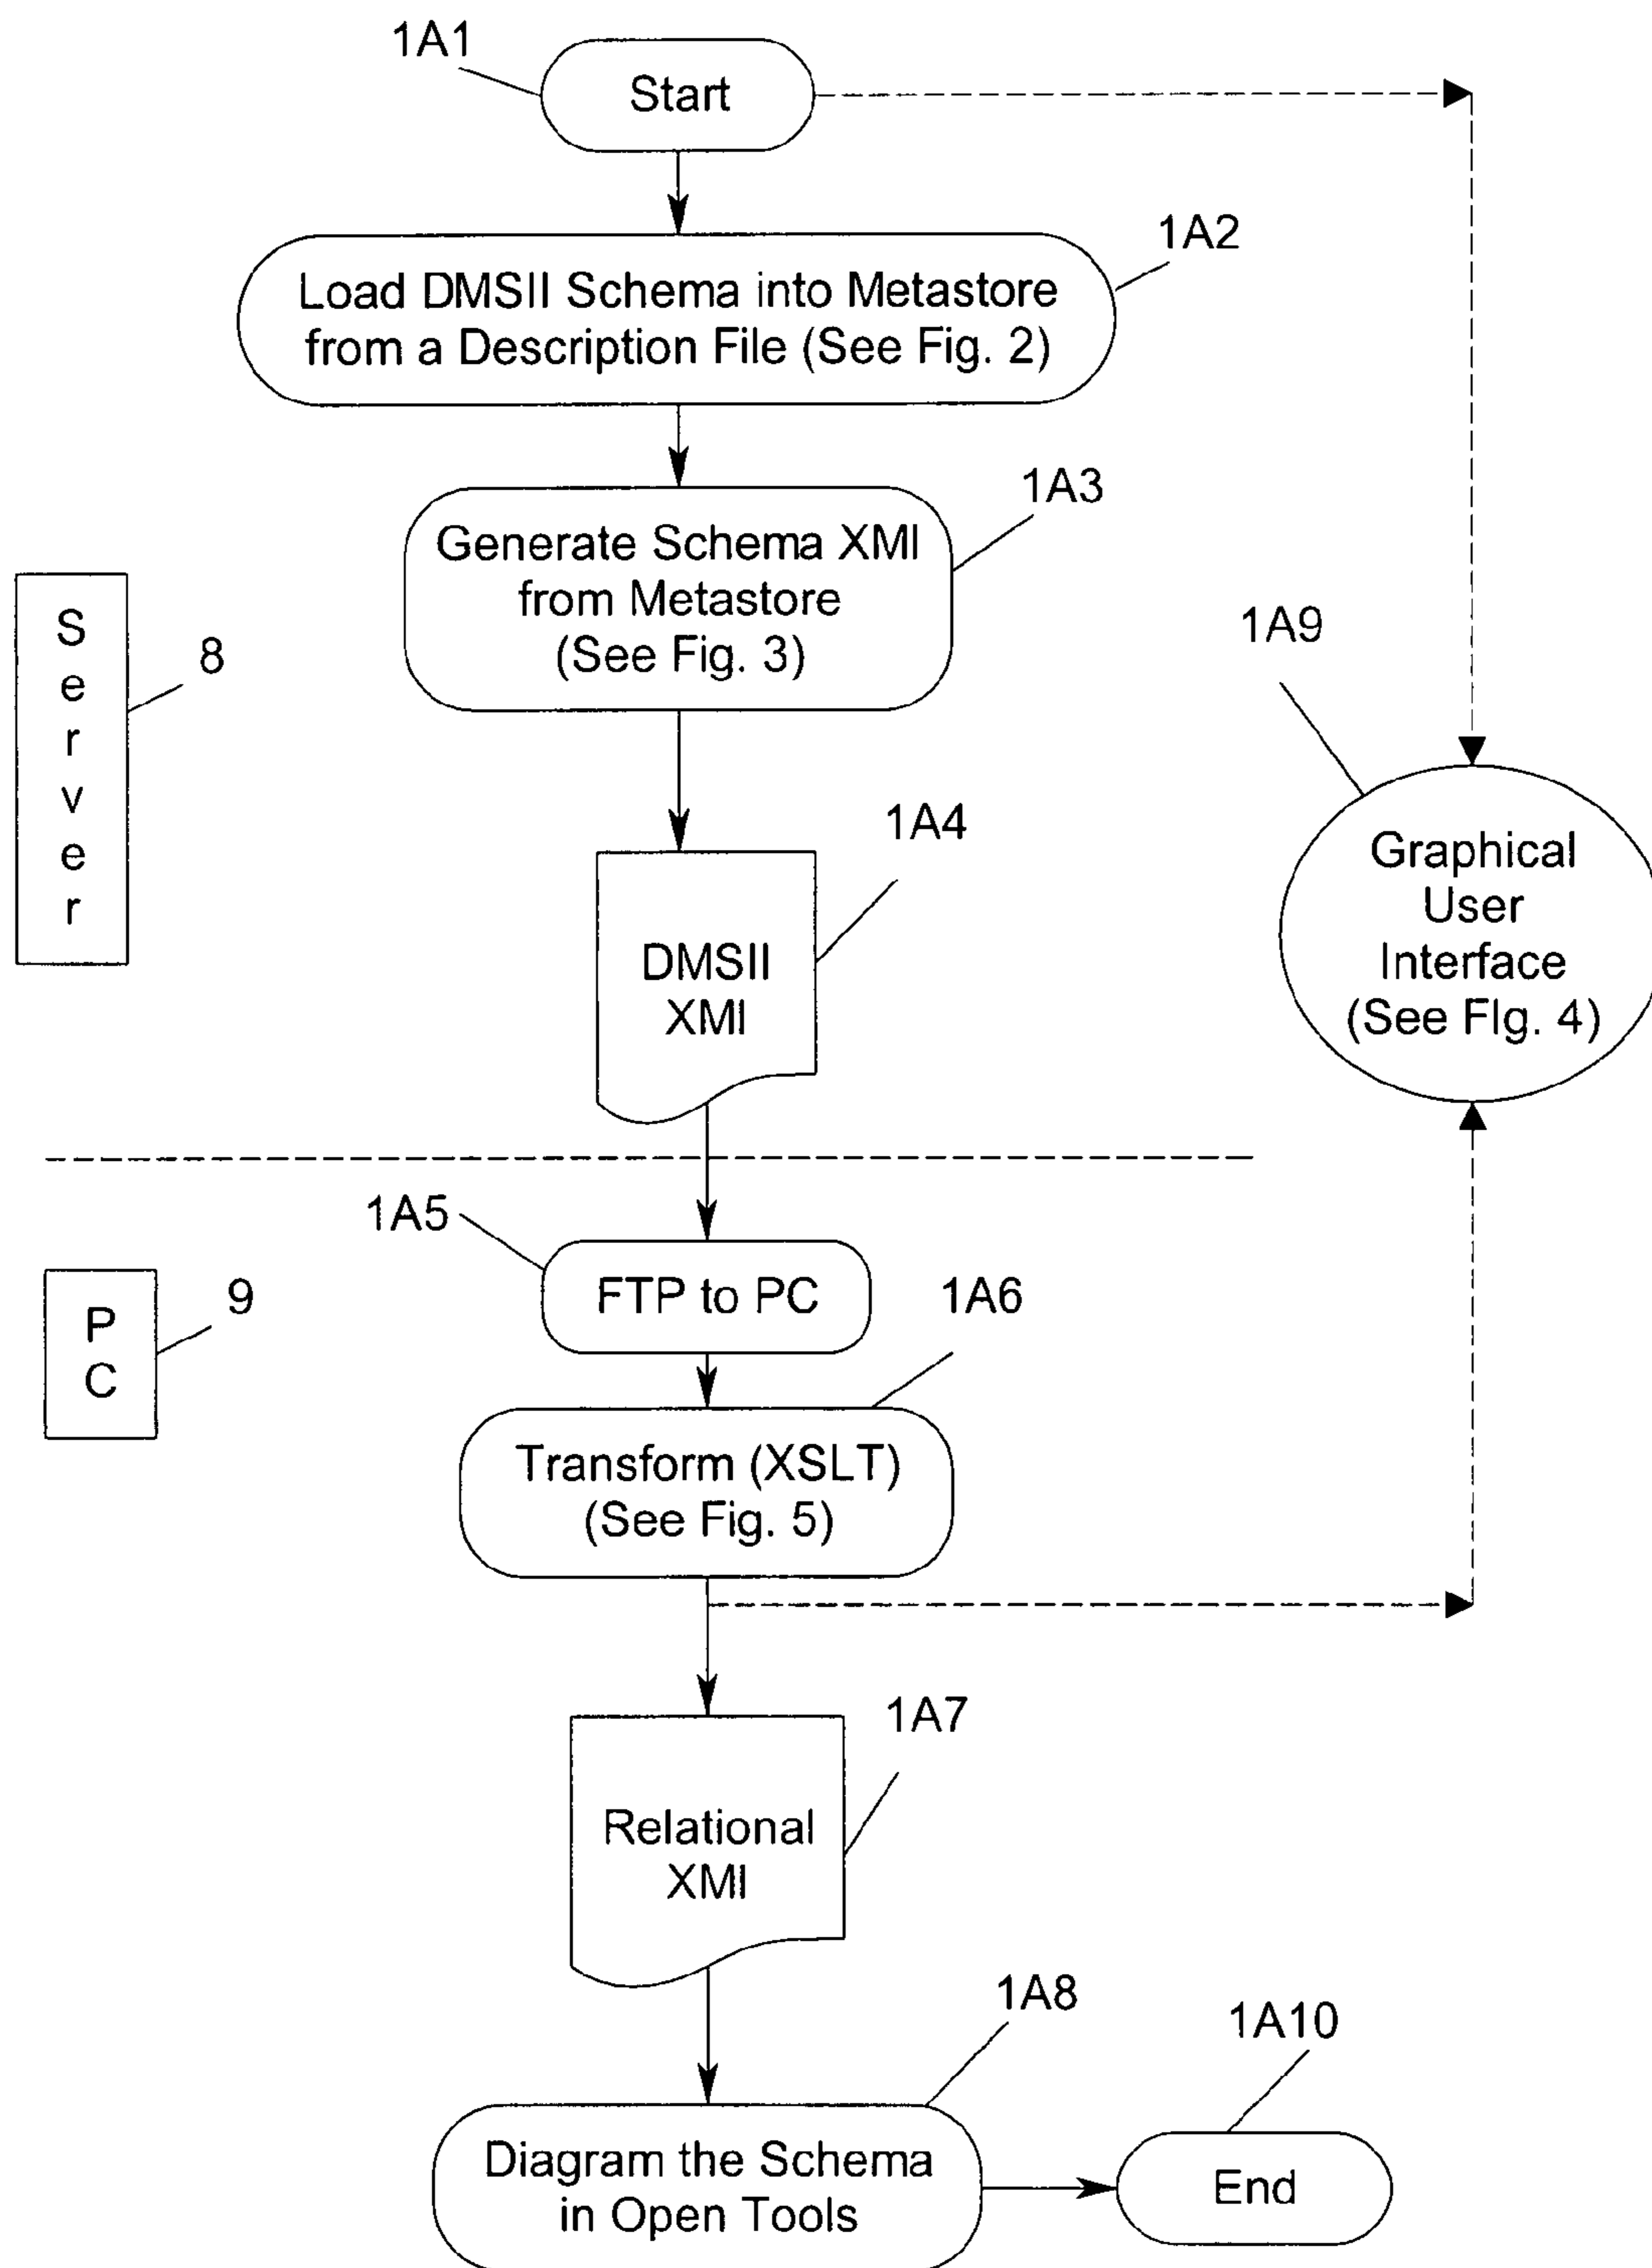 1A1
Start
1A2
Load DMSII Schema into Metastore
from a Description File (See Fig. 2)
1A3
Generate Schema XMI
from Metastore
(See Fig. 3)
S
e
r
v
e
r
8
1A9
Graphical
User
Interface
(See FIg. 4)
1A4
DMSII
XMI
1A5
FTP to PC
P
C
9
1A6
Transform (XSLT)
(See Fig. 5)
1A7
Relational
XMI
1A8
Diagram the Schema
in Open Tools
1A10
End